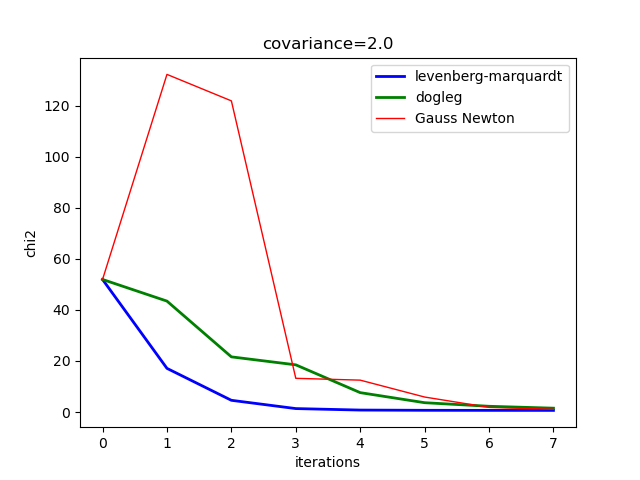 covariance=2.0
levenberg-marquardt
dogleg
Gauss Newton
chi2
120
100
80
60
40
20
0
0 1 2 3 4 5 6 7
iterations